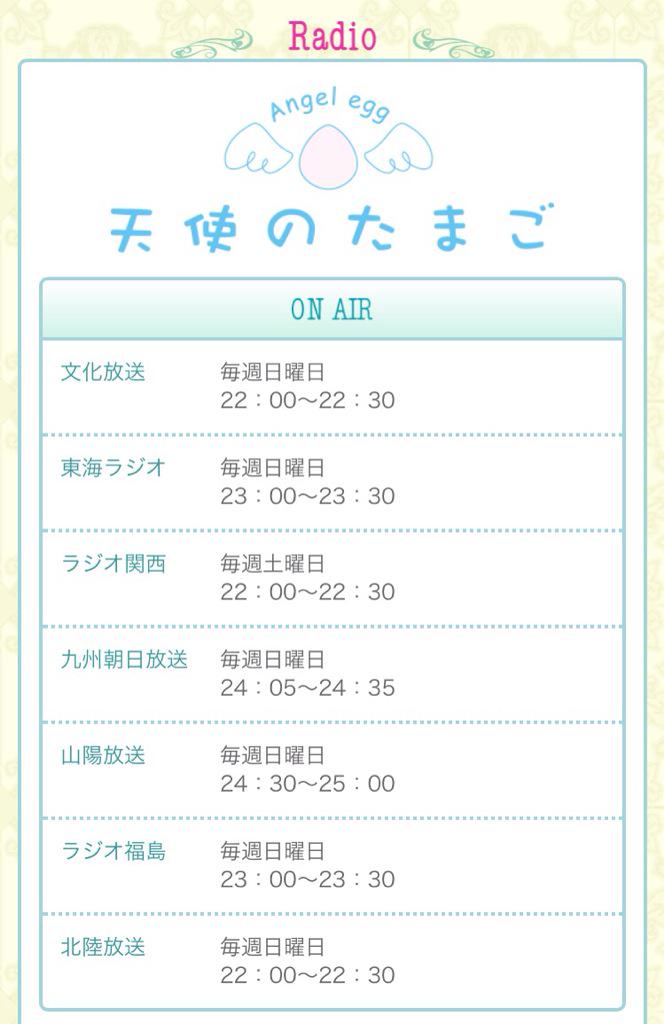 Radio
Angel egg
天使のたまご
ON AIR
文化放送
毎週日曜日
22：00～22：30
東海ラジオ
毎週日曜日
23：00～23：30
ラジオ関西
毎週土曜日
22：00～22：30
九州朝日放送
毎週日曜日
24：05～24：35
山陽放送
毎週日曜日
24：30～25：00
ラジオ福島
毎週日曜日
23：00～23：30
北陸放送
毎週日曜日
22：00～22：30